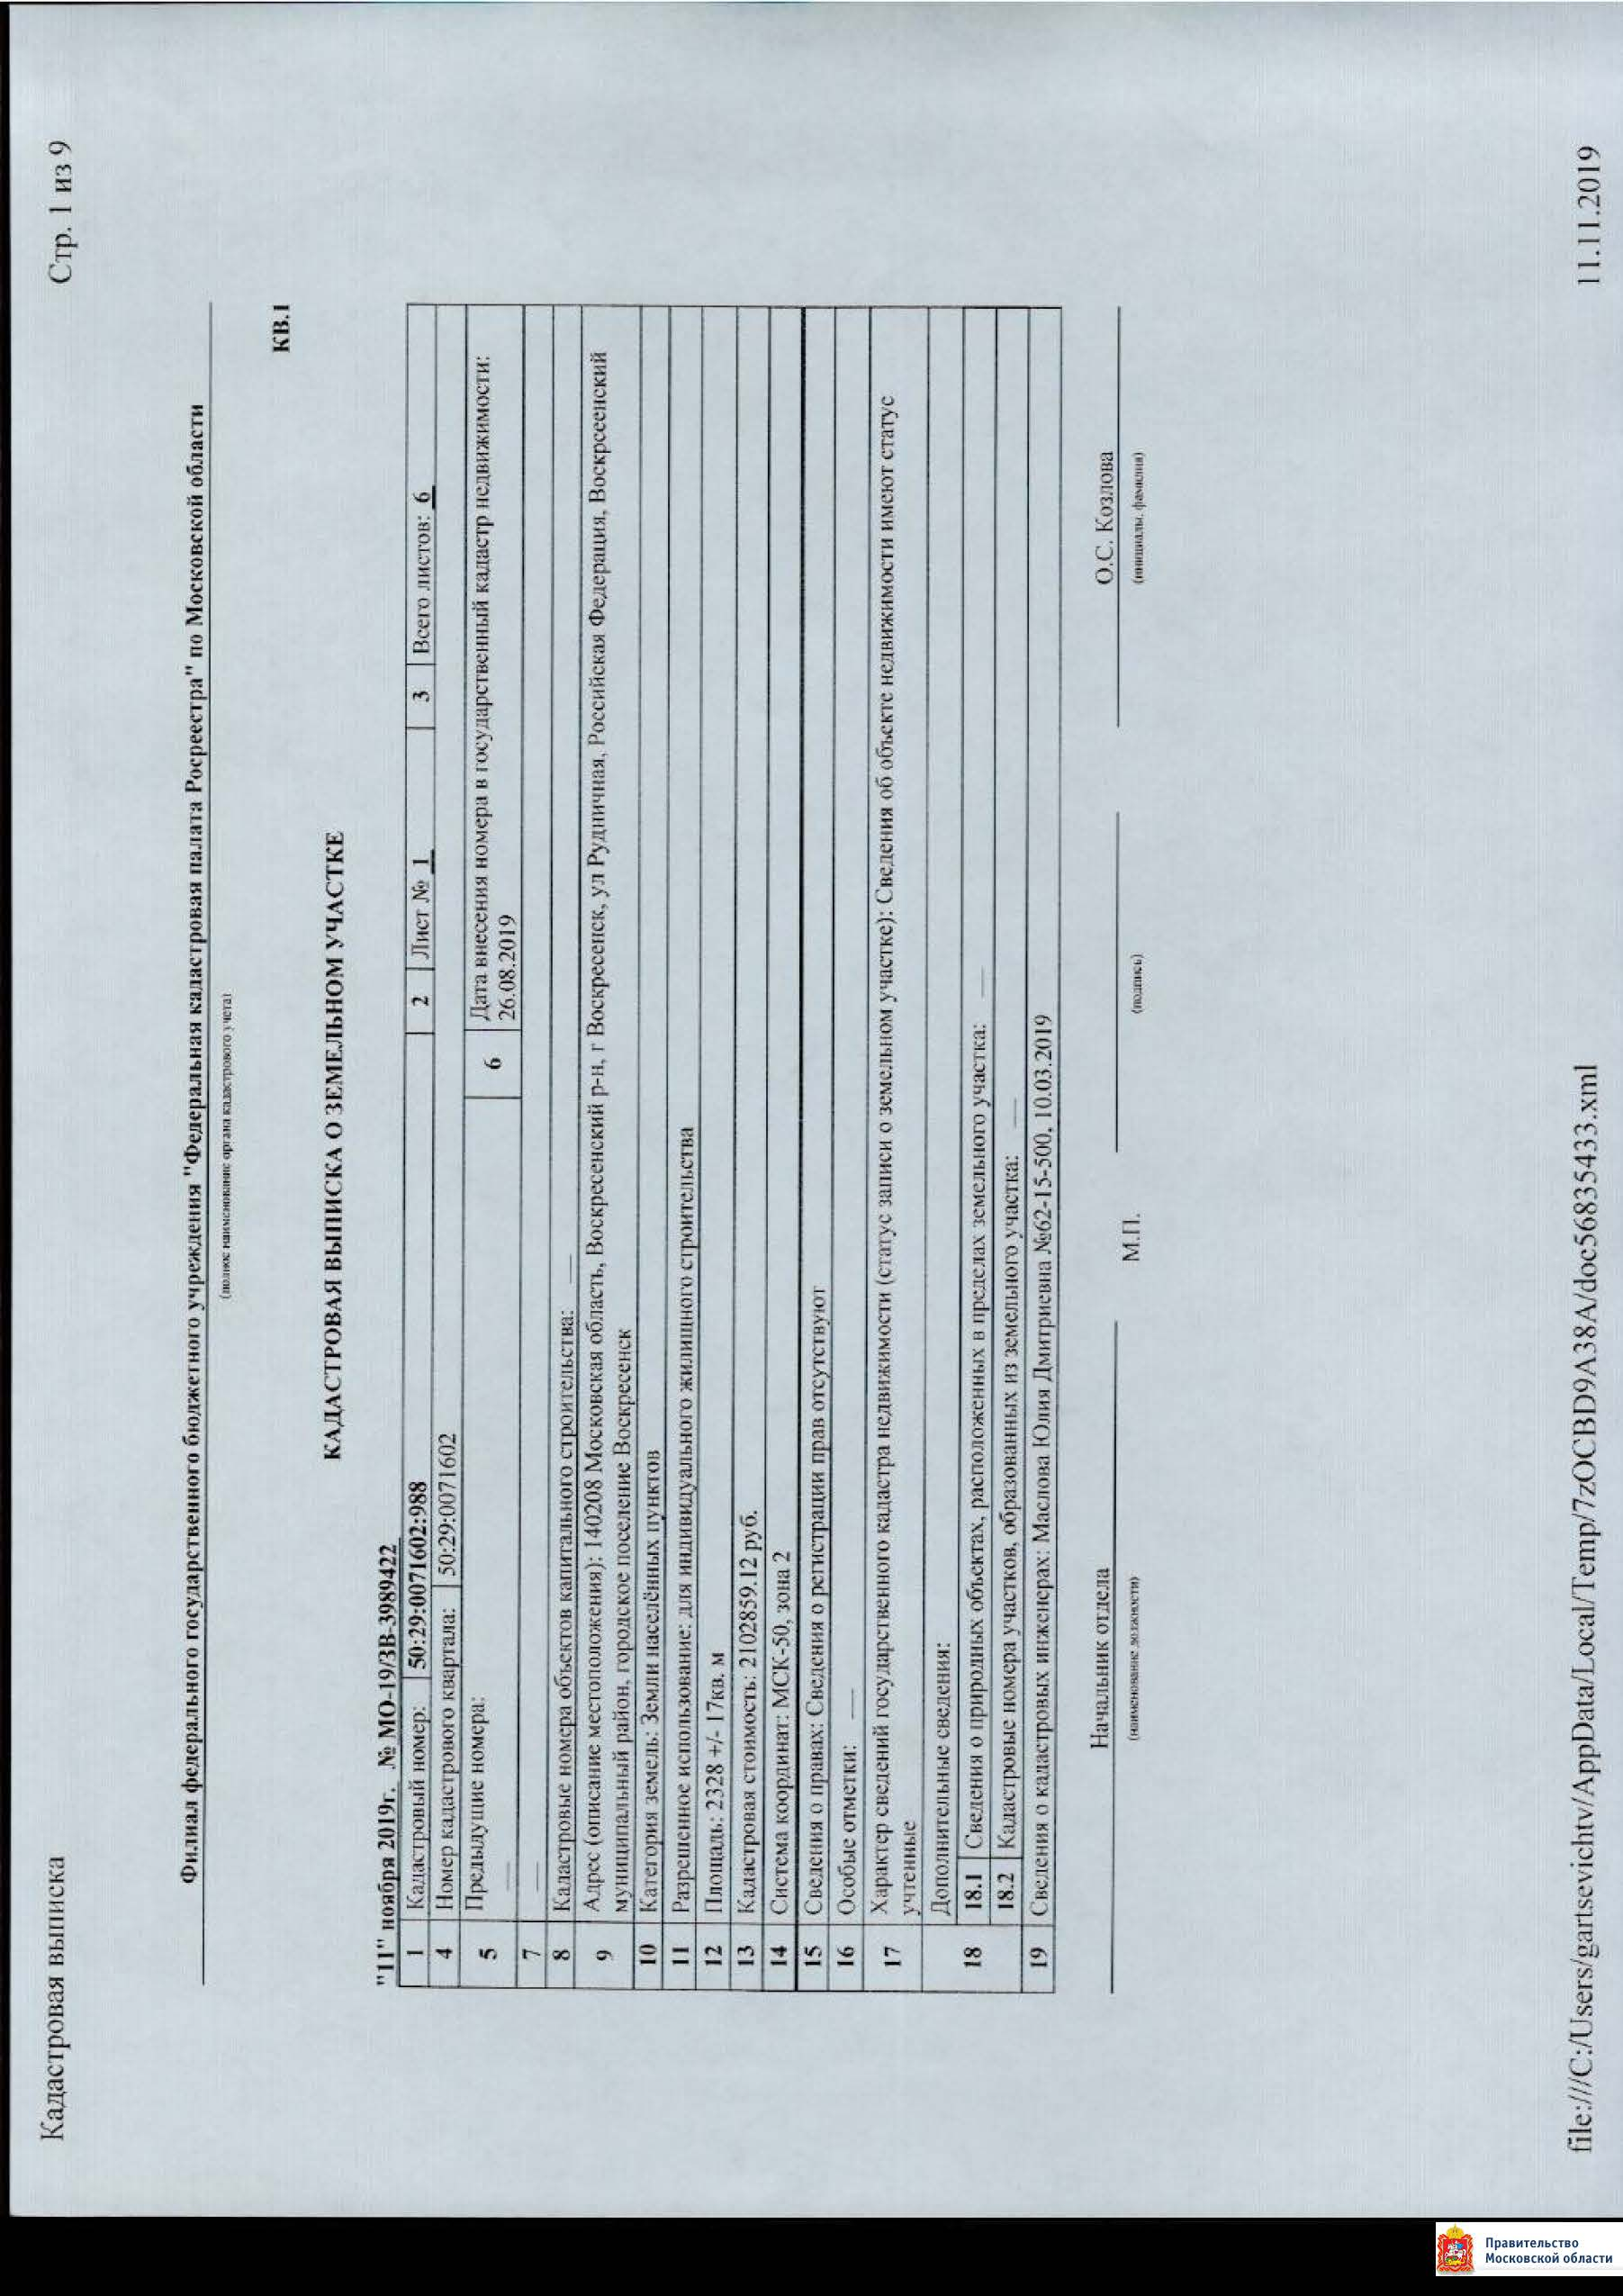 Кадастровая выписка
Стр. 1 из 9
Филиал федерального государственного бюджетного учреждения "Федеральная кадастровая палата Росреестра" по Московской области
(полное наименование органа кадастрового учета)
КВ.1
КАДАСТРОВАЯ ВЫПИСКА О ЗЕМЕЛЬНОМ УЧАСТКЕ
"11" ноября 2019г. № МО-19/ЗВ-3989422
1 Кадастровый номер: 50:29:0071602:988 2 Лист № 1 3 Всего листов: 6
4 Номер кадастрового квартала: 50:29:0071602
5 Предыдущие номера: — 6 Дата внесения номера в государственный кадастр недвижимости:
26.08.2019
7 —
8 Кадастровые номера объектов капитального строительства: —
9 Адрес (описание местоположения): 140208 Московская область, Воскресенский р-н, г Воскресенск, ул Рудничная, Российская Федерация, Воскресенский
муниципальный район, городское поселение Воскресенск
10 Категория земель: Земли населённых пунктов
11 Разрешенное использование: для индивидуального жилищного строительства
12 Площадь: 2328 +/- 17кв. м
13 Кадастровая стоимость: 2102859.12 руб.
14 Система координат: МСК-50, зона 2
15 Сведения о правах: Сведения о регистрации прав отсутствуют
16 Особые отметки: —
17 Характер сведений государственного кадастра недвижимости (статус записи о земельном участке): Сведения об объекте недвижимости имеют статус
учтенные
18 Дополнительные сведения:
18.1 Сведения о природных объектах, расположенных в пределах земельного участка: —
18.2 Кадастровые номера участков, образованных из земельного участка: —
19 Сведения о кадастровых инженерах: Маслова Юлия Дмитриевна №62-15-500, 10.03.2019
Начальник отдела О.С. Козлова
(наименование должности) М.П. (подпись) (инициалы, фамилия)
file:///C:/Users/gartsevichtv/AppData/Local/Temp/7zOCBD9A38A/doc56835433.xml
11.11.2019
Правительство
Московской области